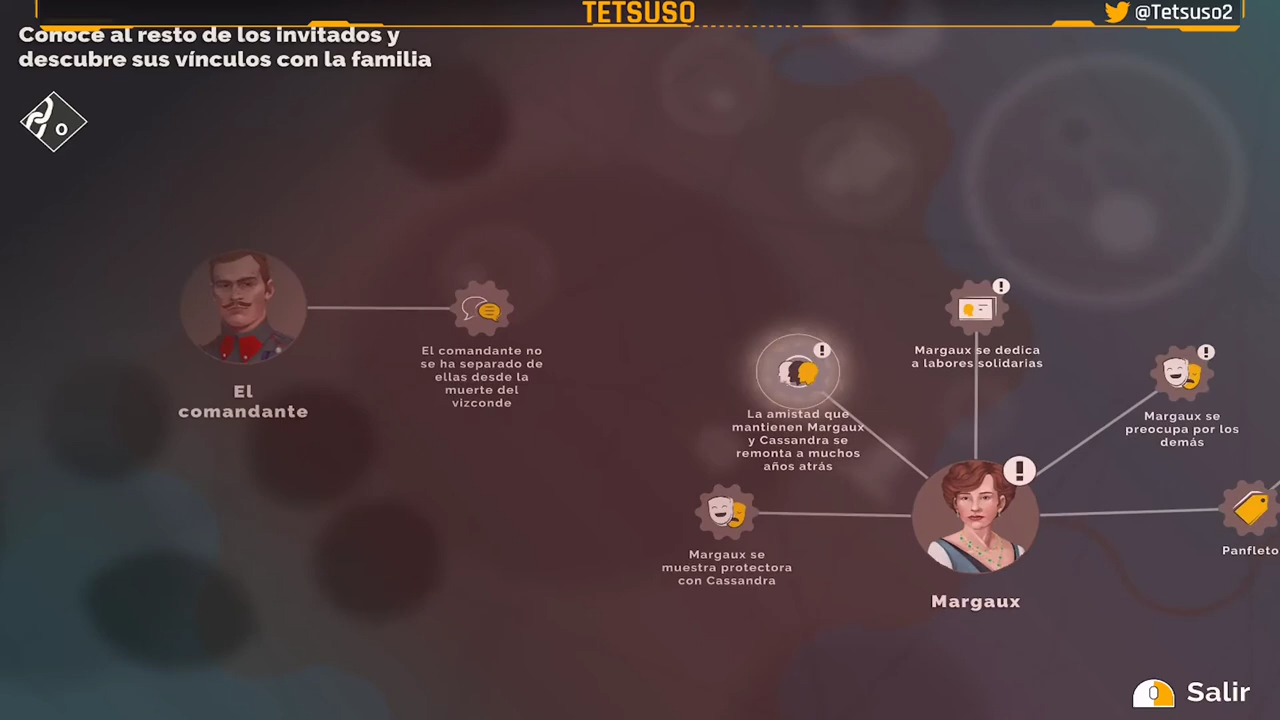 TETSUSO
@Tetsuso2
Conoce al resto de los invitados y
descubre sus vínculos con la familia
0
El comandante no
se ha separado de
ellas desde la
muerte del
vizconde
El
comandante
La amistad que
mantienen Margaux
y Cassandra se
remonta a muchos
años atrás
Margaux se dedica
a labores solidarias
Margaux se
preocupa por los
demás
Margaux se
muestra protectora
con Cassandra
Panfleto
Margaux
Salir